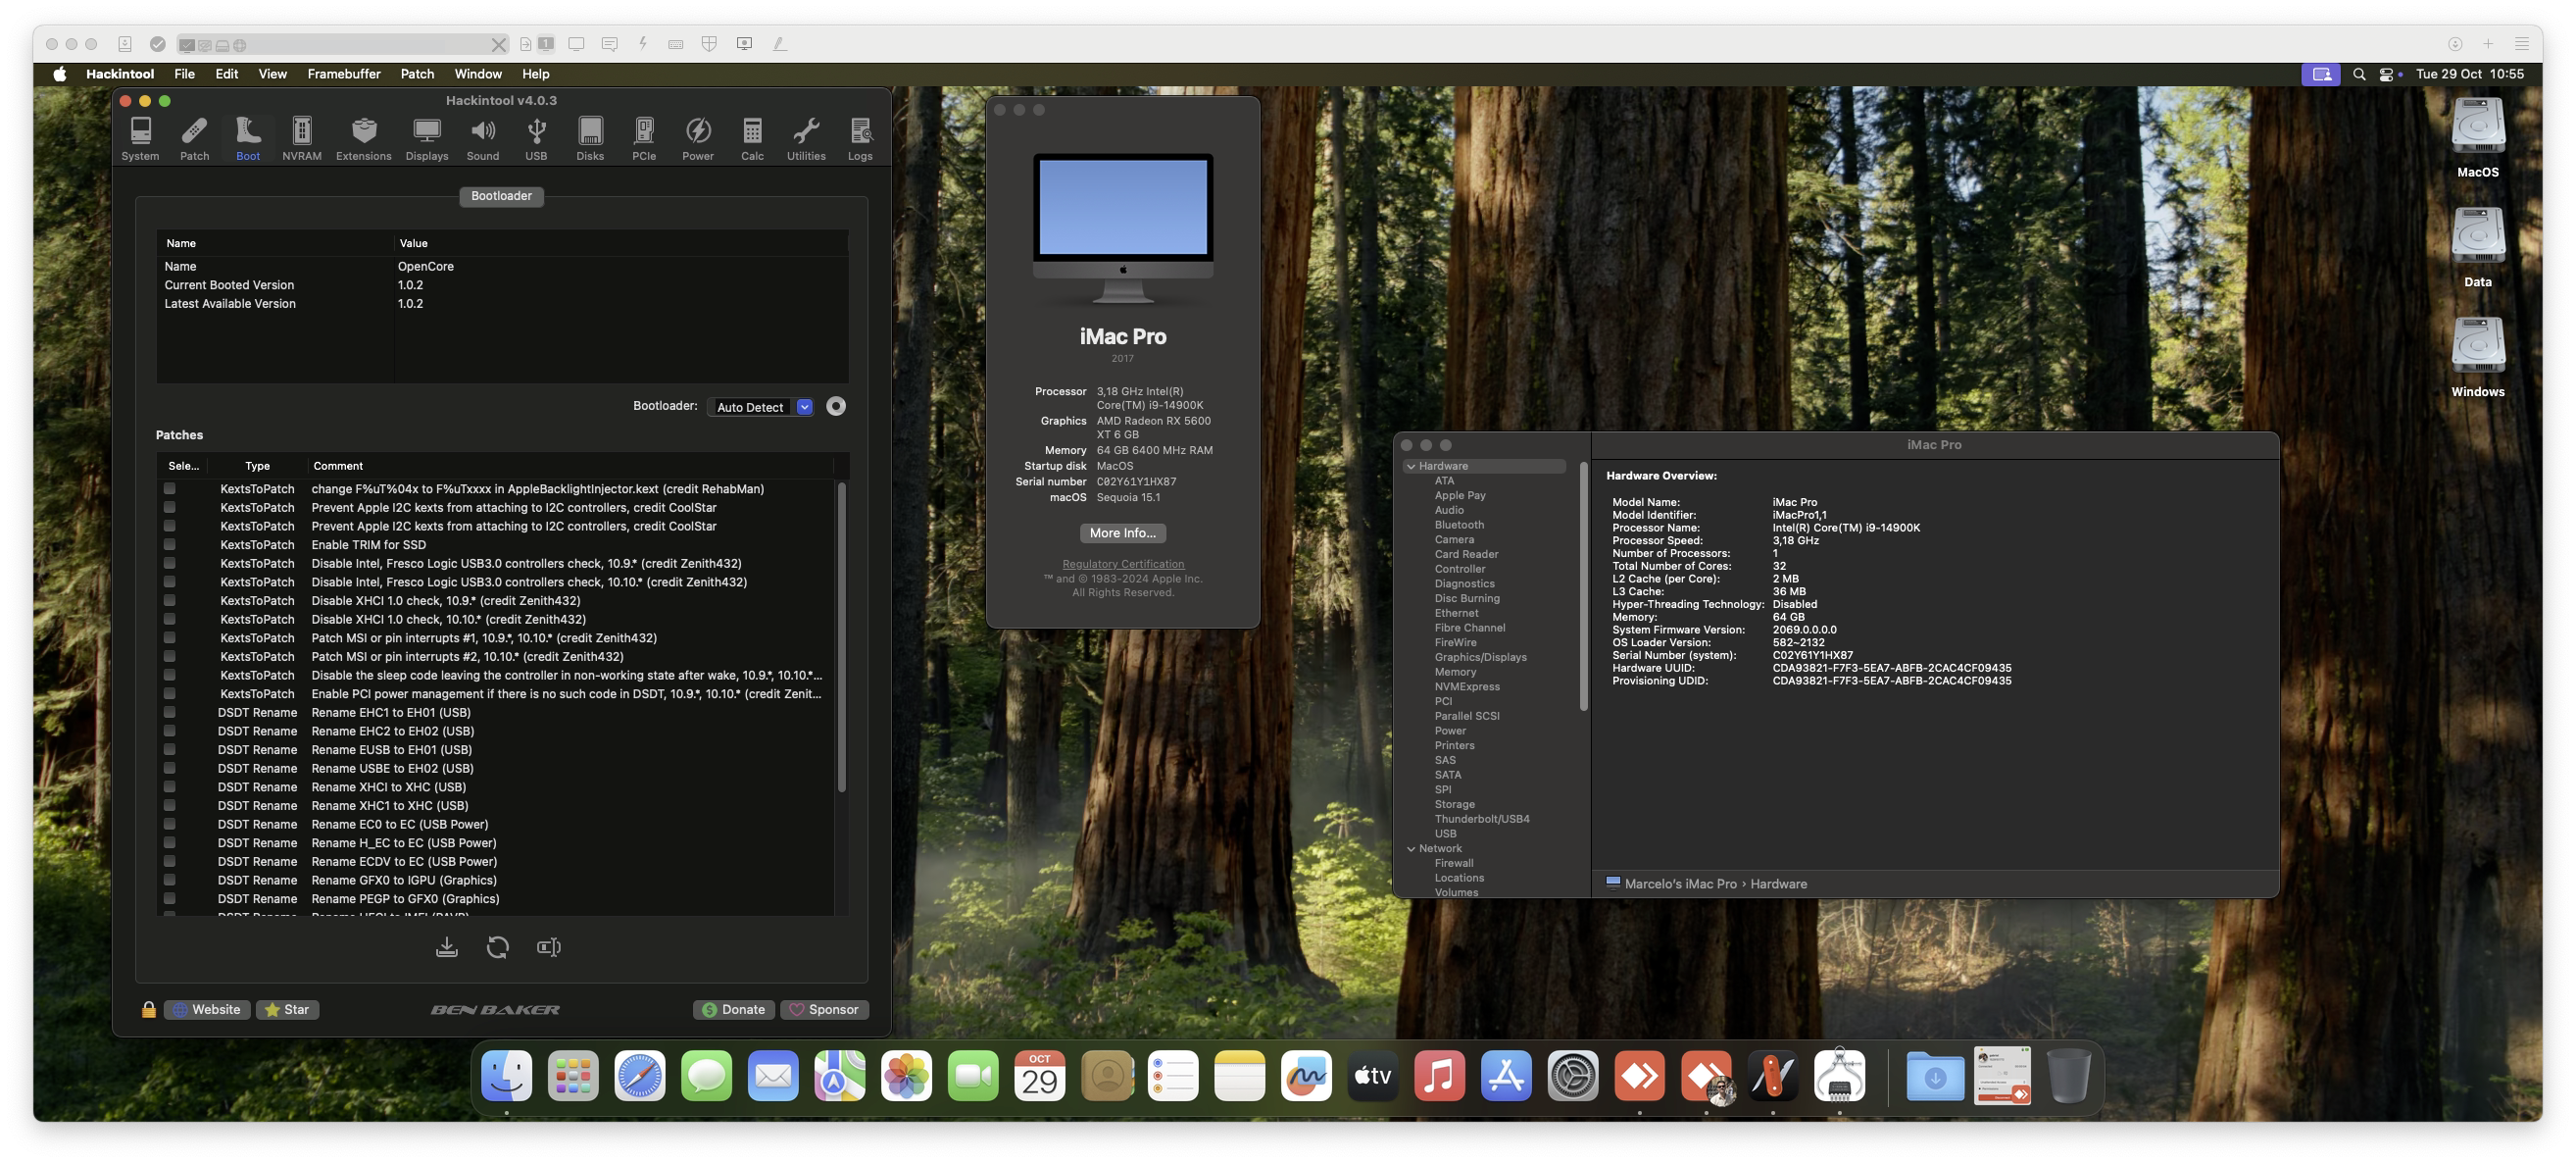 1
Hackintool File Edit View Framebuffer Patch Window Help
Tue 29 Oct 10:55
Hackintool v4.0.3
System Patch Boot NVRAM Extensions Displays Sound USB Disks PCIe Power Calc Utilities Logs
Bootloader
Name Value
Name OpenCore
Current Booted Version 1.0.2
Latest Available Version 1.0.2
Bootloader: Auto Detect
Patches
Sele... Type Comment
KextsToPatch change F%uT%04x to F%uTxxxx in AppleBacklightInjector.kext (credit RehabMan)
KextsToPatch Prevent Apple I2C kexts from attaching to I2C controllers, credit CoolStar
KextsToPatch Prevent Apple I2C kexts from attaching to I2C controllers, credit CoolStar
KextsToPatch Enable TRIM for SSD
KextsToPatch Disable Intel, Fresco Logic USB3.0 controllers check, 10.9.* (credit Zenith432)
KextsToPatch Disable Intel, Fresco Logic USB3.0 controllers check, 10.10.* (credit Zenith432)
KextsToPatch Disable XHCI 1.0 check, 10.9.* (credit Zenith432)
KextsToPatch Disable XHCI 1.0 check, 10.10.* (credit Zenith432)
KextsToPatch Patch MSI or pin interrupts #1, 10.9.*, 10.10.* (credit Zenith432)
KextsToPatch Patch MSI or pin interrupts #2, 10.10.* (credit Zenith432)
KextsToPatch Disable the sleep code leaving the controller in non-working state after wake, 10.9.*, 10.10.*...
KextsToPatch Enable PCI power management if there is no such code in DSDT, 10.9.*, 10.10.* (credit Zenit...
DSDT Rename Rename EHC1 to EH01 (USB)
DSDT Rename Rename EHC2 to EH02 (USB)
DSDT Rename Rename EUSB to EH01 (USB)
DSDT Rename Rename USBE to EH02 (USB)
DSDT Rename Rename XHCI to XHC (USB)
DSDT Rename Rename XHC1 to XHC (USB)
DSDT Rename Rename EC0 to EC (USB Power)
DSDT Rename Rename H_EC to EC (USB Power)
DSDT Rename Rename ECDV to EC (USB Power)
DSDT Rename Rename GFX0 to IGPU (Graphics)
DSDT Rename Rename PEGP to GFX0 (Graphics)
Website Star BEN BAKER Donate Sponsor
iMac Pro
2017
Processor 3,18 GHz Intel(R)
Core(TM) i9-14900K
Graphics AMD Radeon RX 5600
XT 6 GB
Memory 64 GB 6400 MHz RAM
Startup disk MacOS
Serial number C02Y61Y1HX87
macOS Sequoia 15.1
More Info...
Regulatory Certification
™ and © 1983-2024 Apple Inc.
All Rights Reserved.
iMac Pro
Hardware
ATA
Apple Pay
Audio
Bluetooth
Camera
Card Reader
Controller
Diagnostics
Disc Burning
Ethernet
Fibre Channel
FireWire
Graphics/Displays
Memory
NVMExpress
PCI
Parallel SCSI
Power
Printers
SAS
SATA
SPI
Storage
Thunderbolt/USB4
USB
Network
Firewall
Locations
Volumes
Hardware Overview:
Model Name: iMac Pro
Model Identifier: iMacPro1,1
Processor Name: Intel(R) Core(TM) i9-14900K
Processor Speed: 3,18 GHz
Number of Processors: 1
Total Number of Cores: 32
L2 Cache (per Core): 2 MB
L3 Cache: 36 MB
Hyper-Threading Technology: Disabled
Memory: 64 GB
System Firmware Version: 2069.0.0.0.0
OS Loader Version: 582~2132
Serial Number (system): C02Y61Y1HX87
Hardware UUID: CDA93821-F7F3-5EA7-ABFB-2CAC4CF09435
Provisioning UDID: CDA93821-F7F3-5EA7-ABFB-2CAC4CF09435
Marcelo's iMac Pro › Hardware
MacOS
Data
Windows
OCT
29
tv